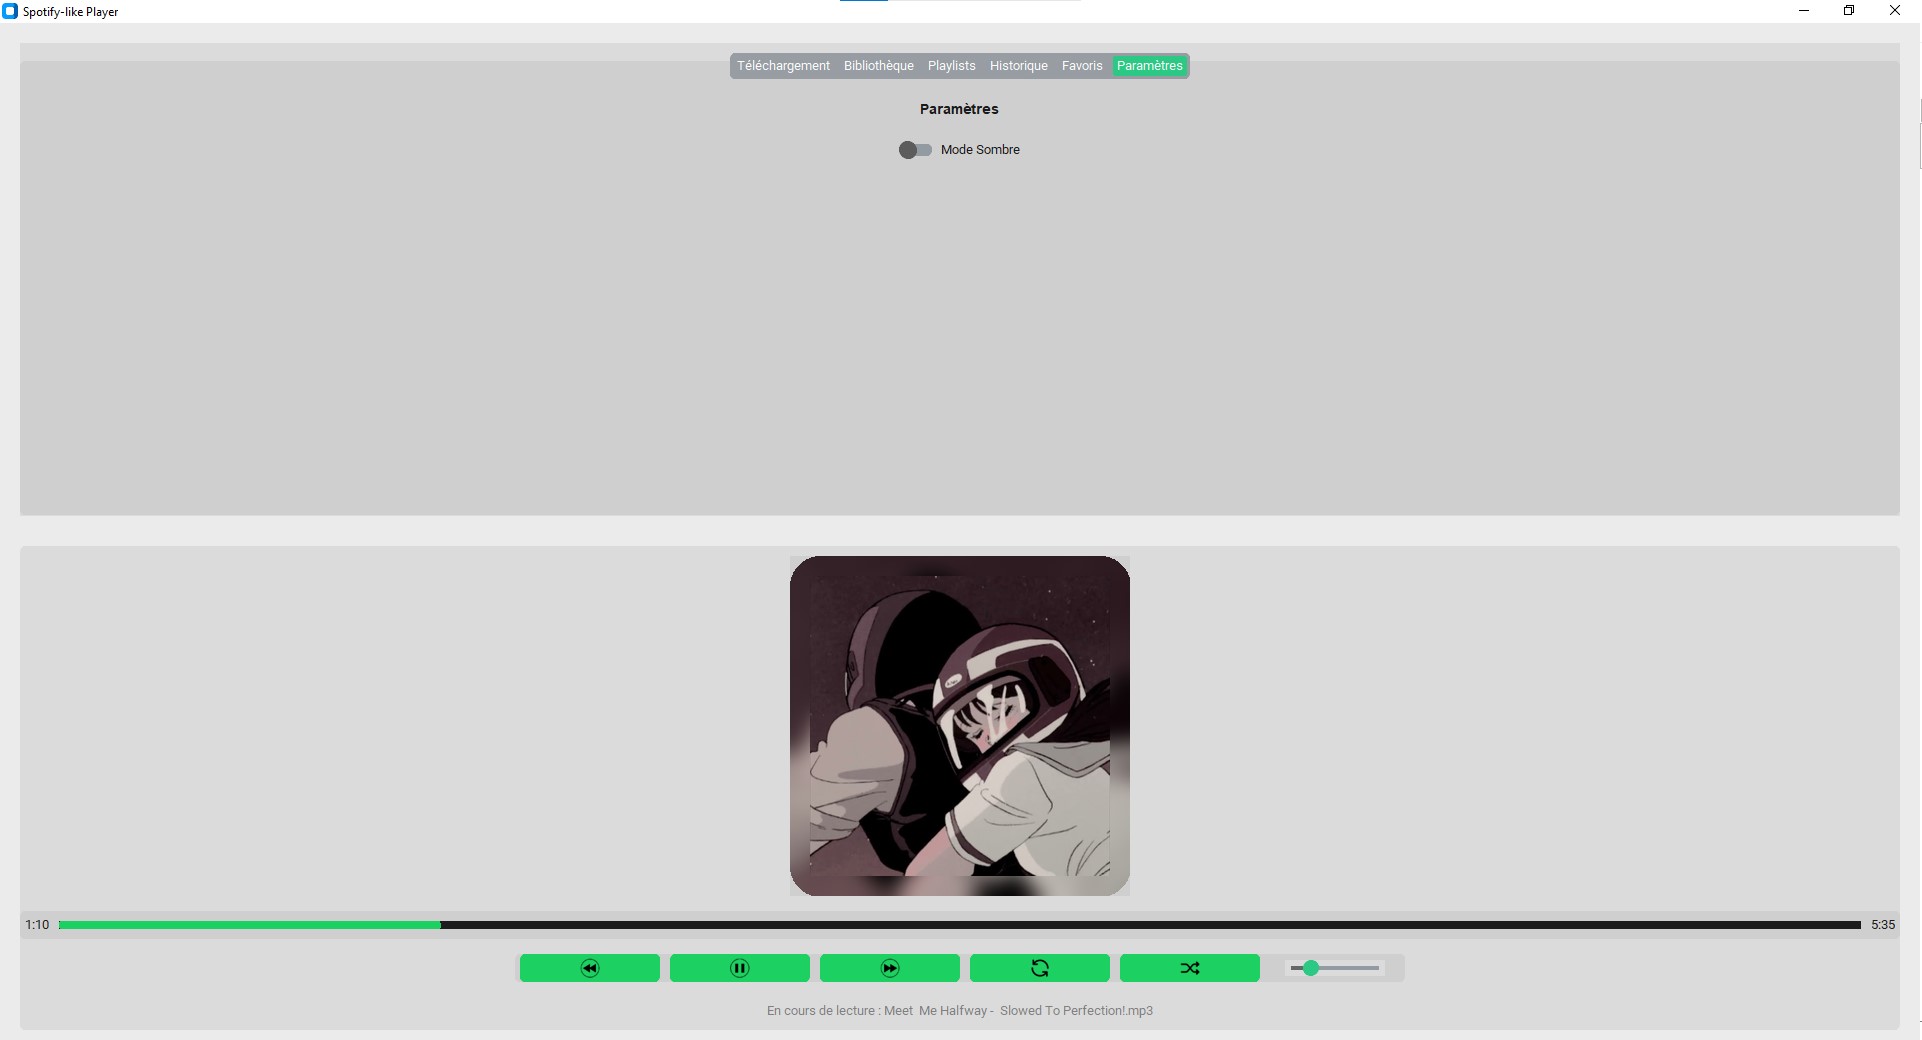 Spotify-like Player
Téléchargement Bibliothèque Playlists Historique Favoris Paramètres
Paramètres
Mode Sombre
1:10 5:35
En cours de lecture : Meet  Me Halfway -  Slowed To Perfection!.mp3